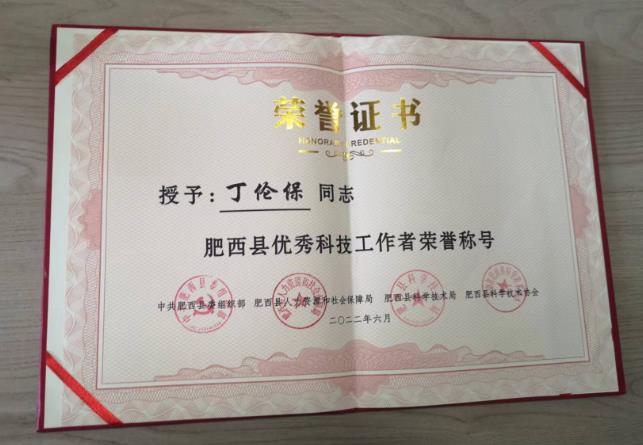 荣誉证书
HONORARY CREDENTIAL
授予：丁伦保 同志
肥西县优秀科技工作者荣誉称号
中共肥西县委组织部 肥西县人力资源和社会保障局 肥西县科学技术局 肥西县科学技术协会
二〇二二年六月